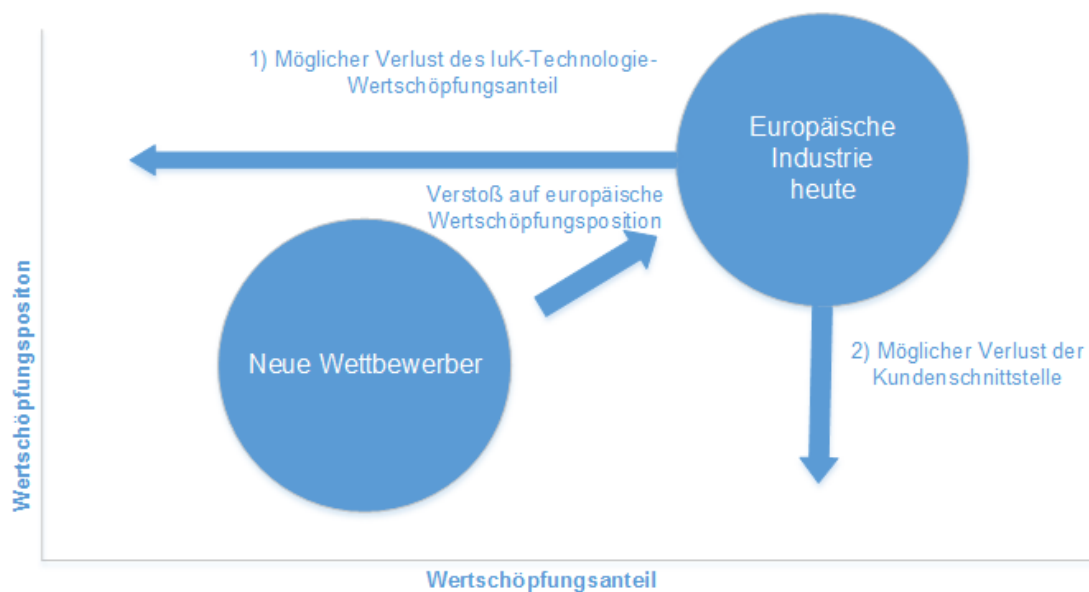 1) Möglicher Verlust des IuK-Technologie-
Wertschöpfungsanteil
Europäische
Industrie
heute
Verstoß auf europäische
Wertschöpfungsposition
Neue Wettbewerber
2) Möglicher Verlust der
Kundenschnittstelle
Wertschöpfungspositon
Wertschöpfungsanteil